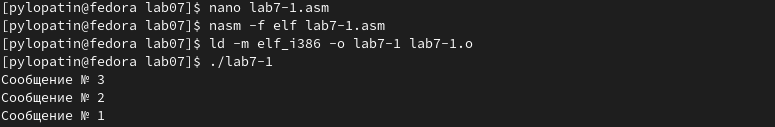 [pylopatin@fedora lab07]$ nano lab7-1.asm
[pylopatin@fedora lab07]$ nasm -f elf lab7-1.asm
[pylopatin@fedora lab07]$ ld -m elf_i386 -o lab7-1 lab7-1.o
[pylopatin@fedora lab07]$ ./lab7-1
Сообщение № 3
Сообщение № 2
Сообщение № 1